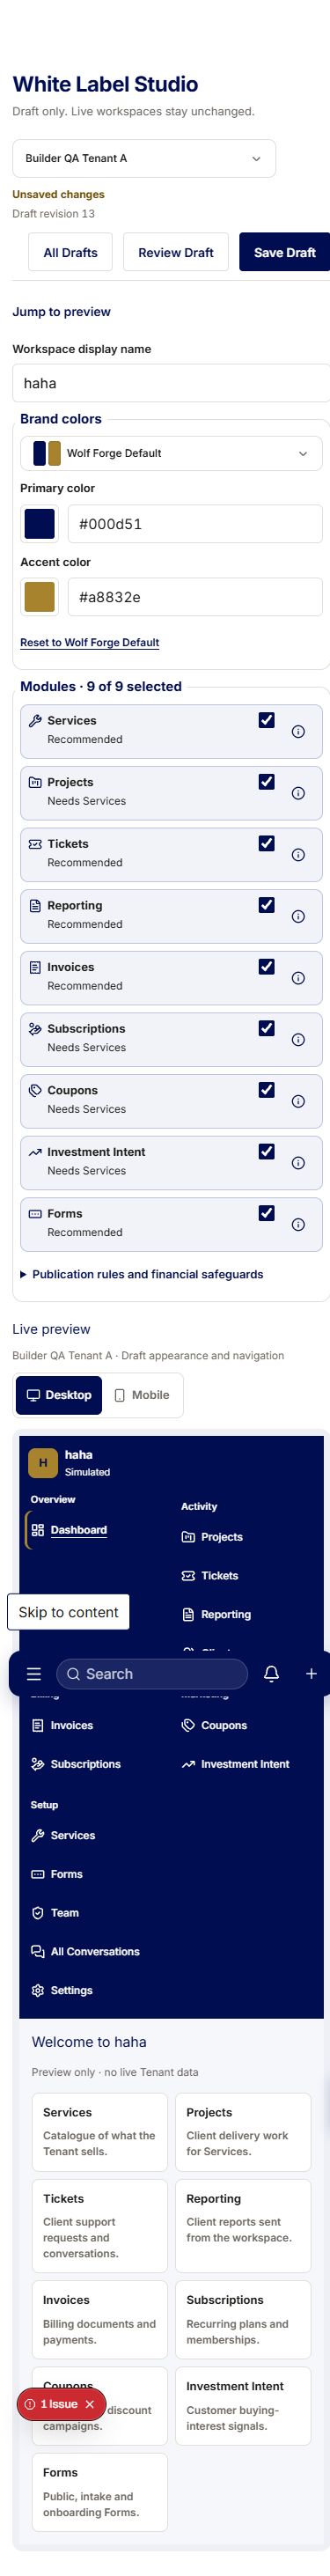 White Label Studio
Draft only. Live workspaces stay unchanged.
Builder QA Tenant A
Unsaved changes
Draft revision 13
All Drafts
Review Draft
Save Draft
Jump to preview
Workspace display name
haha
Brand colors
Wolf Forge Default
Primary color
#000d51
Accent color
#a8832e
Reset to Wolf Forge Default
Modules · 9 of 9 selected
Services
Recommended
Projects
Needs Services
Tickets
Recommended
Reporting
Recommended
Invoices
Recommended
Subscriptions
Needs Services
Coupons
Needs Services
Investment Intent
Needs Services
Forms
Recommended
Publication rules and financial safeguards
Live preview
Builder QA Tenant A · Draft appearance and navigation
Desktop
Mobile
H
haha
Simulated
Overview
Dashboard
Activity
Projects
Tickets
Reporting
Skip to content
Search
Invoices
Subscriptions
Coupons
Investment Intent
Setup
Services
Forms
Team
All Conversations
Settings
Welcome to haha
Preview only · no live Tenant data
Services
Catalogue of what the
Tenant sells.
Projects
Client delivery work
for Services.
Tickets
Client support
requests and
conversations.
Reporting
Client reports sent
from the workspace.
Invoices
Billing documents and
payments.
Subscriptions
Recurring plans and
memberships.
Coupons
discount
campaigns.
1 Issue
Investment Intent
Customer buying-
interest signals.
Forms
Public, intake and
onboarding Forms.